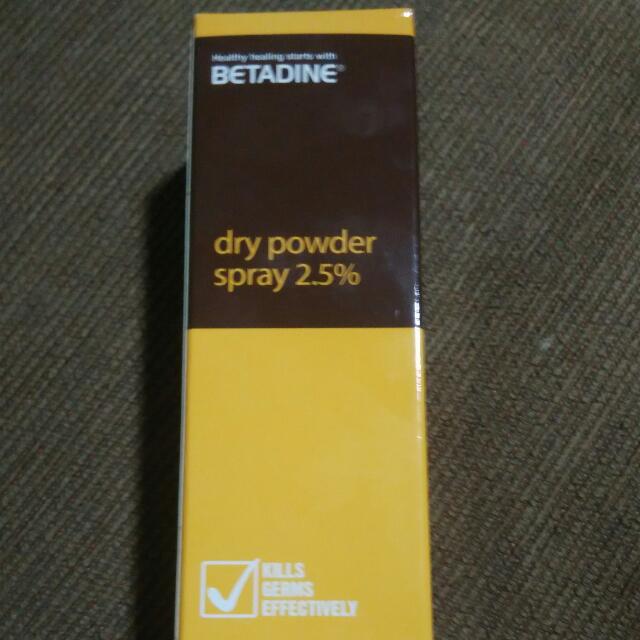 Healthy healing starts with
BETADINE®
dry powder
spray 2.5%
KILLS
GERMS
EFFECTIVELY